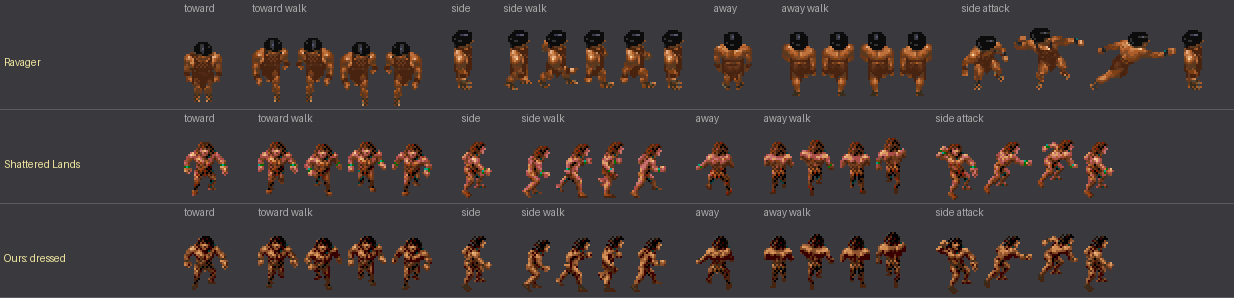 toward toward walk side side walk away away walk side attack
Ravager
toward toward walk side side walk away away walk side attack
Shattered Lands
toward toward walk side side walk away away walk side attack
Ours: dressed